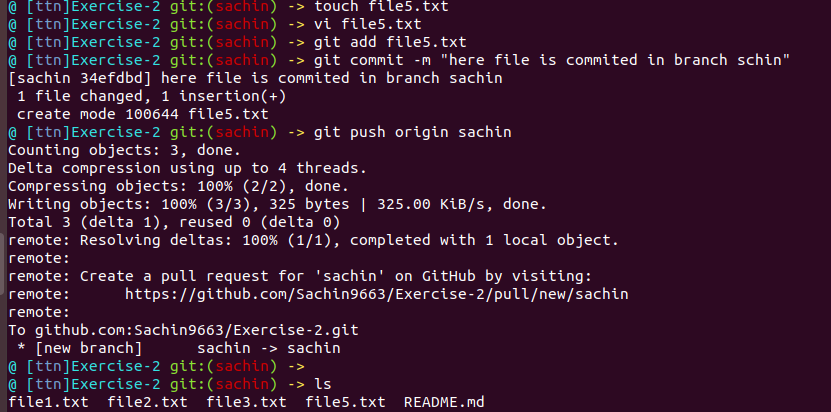 @ [ttn]Exercise-2 git:(sachin) -> touch file5.txt
@ [ttn]Exercise-2 git:(sachin) -> vi file5.txt
@ [ttn]Exercise-2 git:(sachin) -> git add file5.txt
@ [ttn]Exercise-2 git:(sachin) -> git commit -m "here file is commited in branch schin"
[sachin 34efdbd] here file is commited in branch sachin
 1 file changed, 1 insertion(+)
 create mode 100644 file5.txt
@ [ttn]Exercise-2 git:(sachin) -> git push origin sachin
Counting objects: 3, done.
Delta compression using up to 4 threads.
Compressing objects: 100% (2/2), done.
Writing objects: 100% (3/3), 325 bytes | 325.00 KiB/s, done.
Total 3 (delta 1), reused 0 (delta 0)
remote: Resolving deltas: 100% (1/1), completed with 1 local object.
remote:
remote: Create a pull request for 'sachin' on GitHub by visiting:
remote:      https://github.com/Sachin9663/Exercise-2/pull/new/sachin
remote:
To github.com:Sachin9663/Exercise-2.git
 * [new branch]      sachin -> sachin
@ [ttn]Exercise-2 git:(sachin) ->
@ [ttn]Exercise-2 git:(sachin) -> ls
file1.txt  file2.txt  file3.txt  file5.txt  README.md